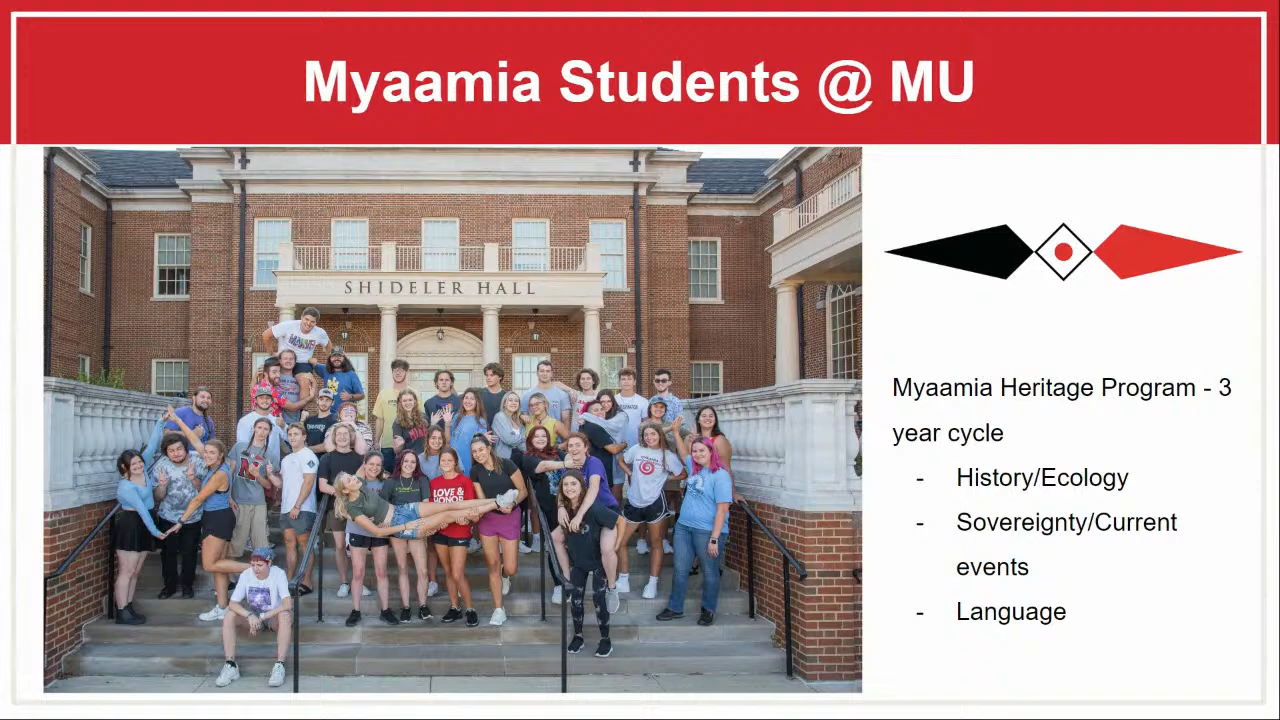 Myaamia Students @ MU
SHIDELER HALL
LOVE &
HONOR
Myaamia Heritage Program - 3
year cycle
- History/Ecology
- Sovereignty/Current
events
- Language